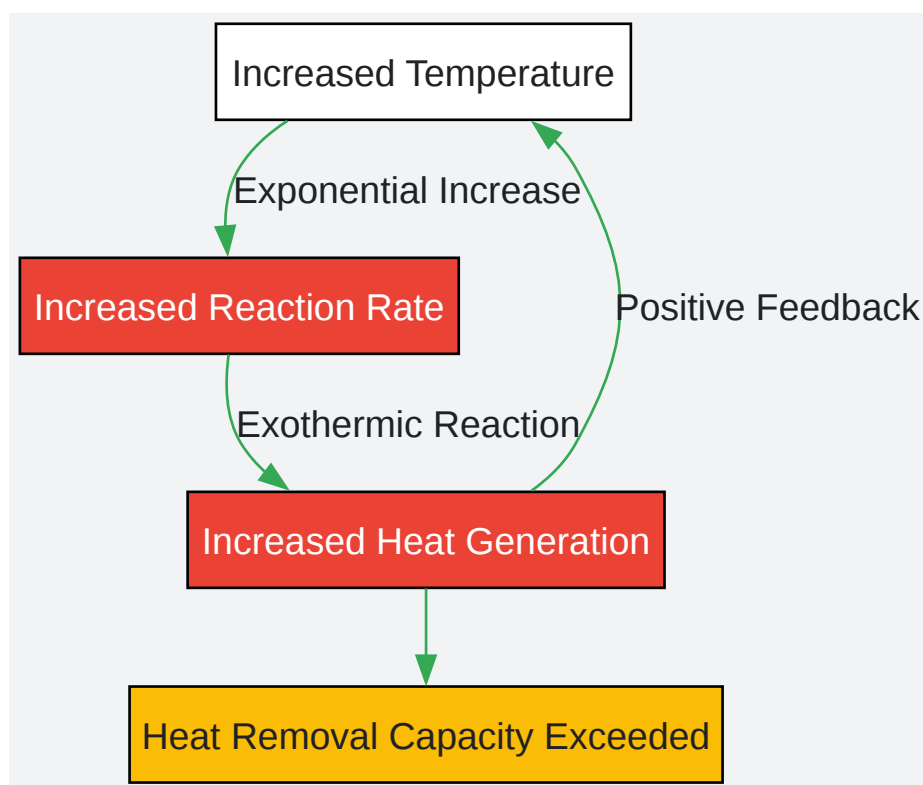 Increased Temperature
Exponential Increase
Increased Reaction Rate
Positive Feedback
Exothermic Reaction
Increased Heat Generation
Heat Removal Capacity Exceeded